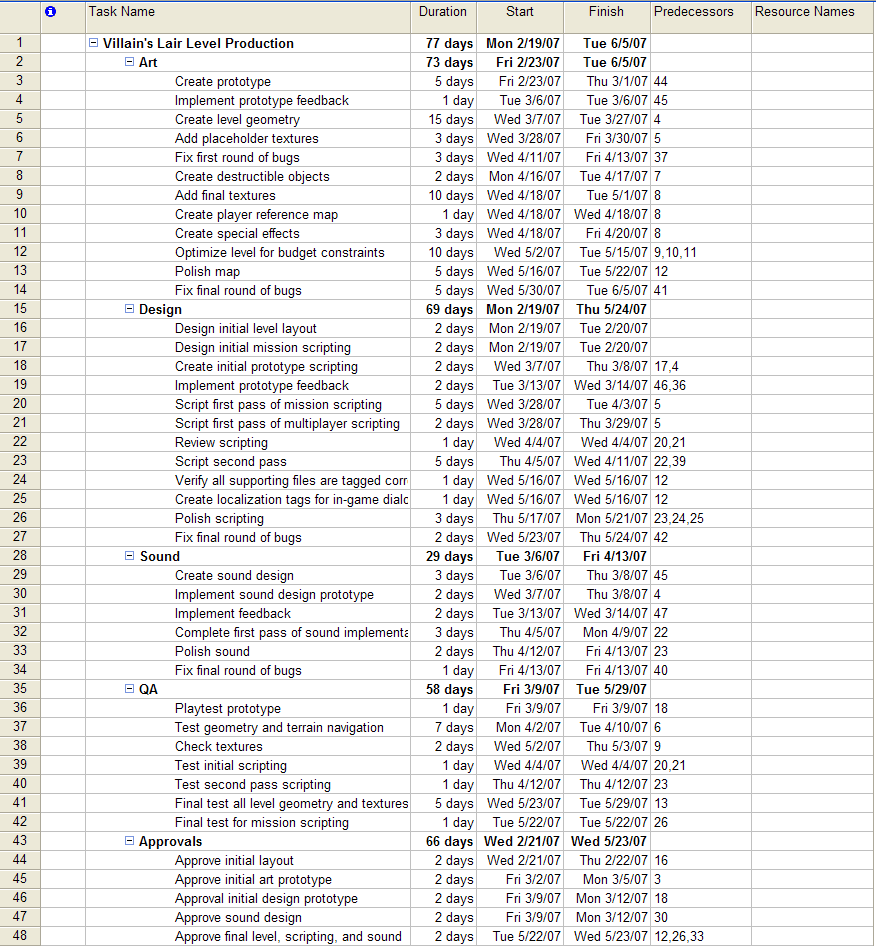 Task Name Duration Start Finish Predecessors Resource Names
1 Villain's Lair Level Production 77 days Mon 2/19/07 Tue 6/5/07
2 Art 73 days Fri 2/23/07 Tue 6/5/07
3 Create prototype 5 days Fri 2/23/07 Thu 3/1/07 44
4 Implement prototype feedback 1 day Tue 3/6/07 Tue 3/6/07 45
5 Create level geometry 15 days Wed 3/7/07 Tue 3/27/07 4
6 Add placeholder textures 3 days Wed 3/28/07 Fri 3/30/07 5
7 Fix first round of bugs 3 days Wed 4/11/07 Fri 4/13/07 37
8 Create destructible objects 2 days Mon 4/16/07 Tue 4/17/07 7
9 Add final textures 10 days Wed 4/18/07 Tue 5/1/07 8
10 Create player reference map 1 day Wed 4/18/07 Wed 4/18/07 8
11 Create special effects 3 days Wed 4/18/07 Fri 4/20/07 8
12 Optimize level for budget constraints 10 days Wed 5/2/07 Tue 5/15/07 9,10,11
13 Polish map 5 days Wed 5/16/07 Tue 5/22/07 12
14 Fix final round of bugs 5 days Wed 5/30/07 Tue 6/5/07 41
15 Design 69 days Mon 2/19/07 Thu 5/24/07
16 Design initial level layout 2 days Mon 2/19/07 Tue 2/20/07
17 Design initial mission scripting 2 days Mon 2/19/07 Tue 2/20/07
18 Create initial prototype scripting 2 days Wed 3/7/07 Thu 3/8/07 17,4
19 Implement prototype feedback 2 days Tue 3/13/07 Wed 3/14/07 46,36
20 Script first pass of mission scripting 5 days Wed 3/28/07 Tue 4/3/07 5
21 Script first pass of multiplayer scripting 2 days Wed 3/28/07 Thu 3/29/07 5
22 Review scripting 1 day Wed 4/4/07 Wed 4/4/07 20,21
23 Script second pass 5 days Thu 4/5/07 Wed 4/11/07 22,39
24 Verify all supporting files are tagged corr 1 day Wed 5/16/07 Wed 5/16/07 12
25 Create localization tags for in-game dialo 1 day Wed 5/16/07 Wed 5/16/07 12
26 Polish scripting 3 days Thu 5/17/07 Mon 5/21/07 23,24,25
27 Fix final round of bugs 2 days Wed 5/23/07 Thu 5/24/07 42
28 Sound 29 days Tue 3/6/07 Fri 4/13/07
29 Create sound design 3 days Tue 3/6/07 Thu 3/8/07 45
30 Implement sound design prototype 2 days Wed 3/7/07 Thu 3/8/07 4
31 Implement feedback 2 days Tue 3/13/07 Wed 3/14/07 47
32 Complete first pass of sound implementa 3 days Thu 4/5/07 Mon 4/9/07 22
33 Polish sound 2 days Thu 4/12/07 Fri 4/13/07 23
34 Fix final round of bugs 1 day Fri 4/13/07 Fri 4/13/07 40
35 QA 58 days Fri 3/9/07 Tue 5/29/07
36 Playtest prototype 1 day Fri 3/9/07 Fri 3/9/07 18
37 Test geometry and terrain navigation 7 days Mon 4/2/07 Tue 4/10/07 6
38 Check textures 2 days Wed 5/2/07 Thu 5/3/07 9
39 Test initial scripting 1 day Wed 4/4/07 Wed 4/4/07 20,21
40 Test second pass scripting 1 day Thu 4/12/07 Thu 4/12/07 23
41 Final test all level geometry and textures 5 days Wed 5/23/07 Tue 5/29/07 13
42 Final test for mission scripting 1 day Tue 5/22/07 Tue 5/22/07 26
43 Approvals 66 days Wed 2/21/07 Wed 5/23/07
44 Approve initial layout 2 days Wed 2/21/07 Thu 2/22/07 16
45 Approve initial art prototype 2 days Fri 3/2/07 Mon 3/5/07 3
46 Approval initial design prototype 2 days Fri 3/9/07 Mon 3/12/07 18
47 Approve sound design 2 days Fri 3/9/07 Mon 3/12/07 30
48 Approve final level, scripting, and sound 2 days Tue 5/22/07 Wed 5/23/07 12,26,33